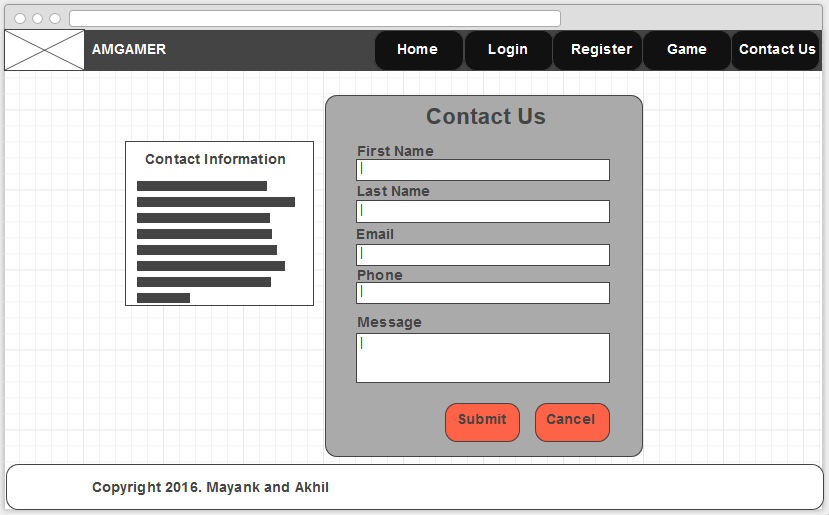 AMGAMER
Home
Login
Register
Game
Contact Us
Contact Information
Contact Us
First Name
Last Name
Email
Phone
Message
Submit
Cancel
Copyright 2016. Mayank and Akhil